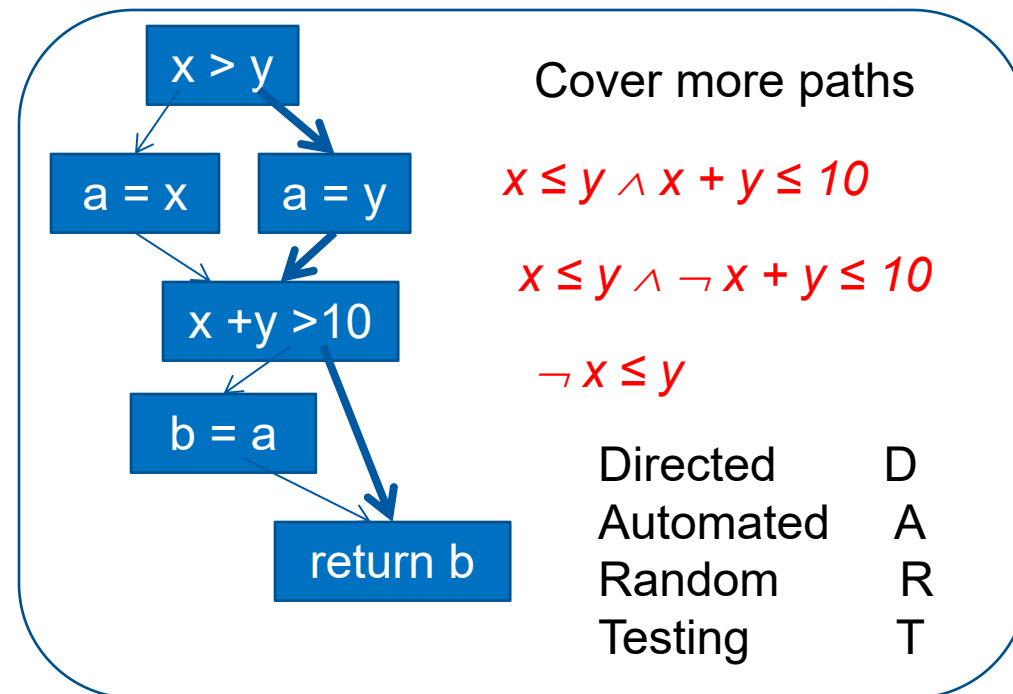 x > y
a = x
a = y
x +y >10
b = a
return b
Cover more paths
x ≤ y ∧ x + y ≤ 10
x ≤ y ∧ ¬ x + y ≤ 10
¬ x ≤ y
Directed D
Automated A
Random R
Testing T